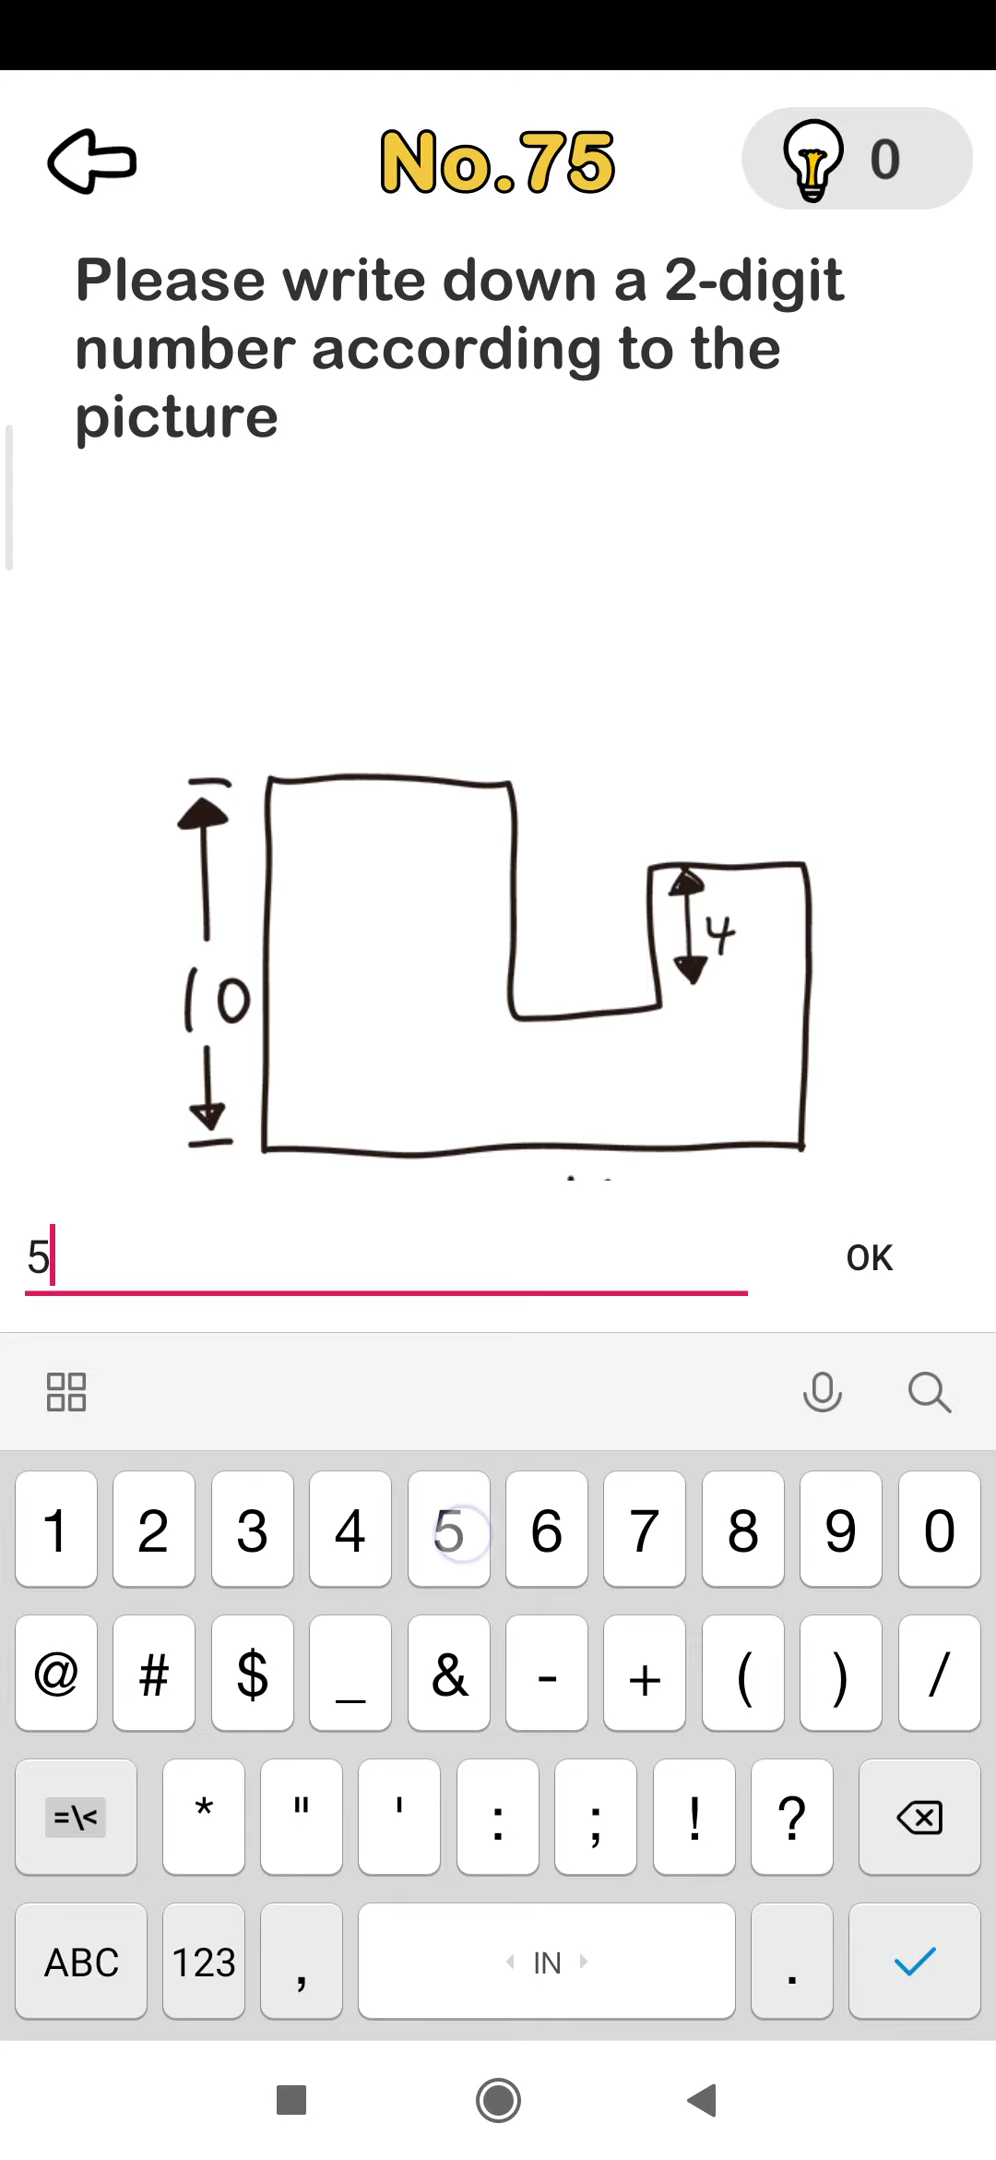 No.75
0
Please write down a 2-digit
number according to the
picture
4
10
5
OK
1 2 3 4 5 6 7 8 9 0
@ # $ _ & - + ( ) /
=\< * " ' : ; ! ?
ABC 123 , IN .